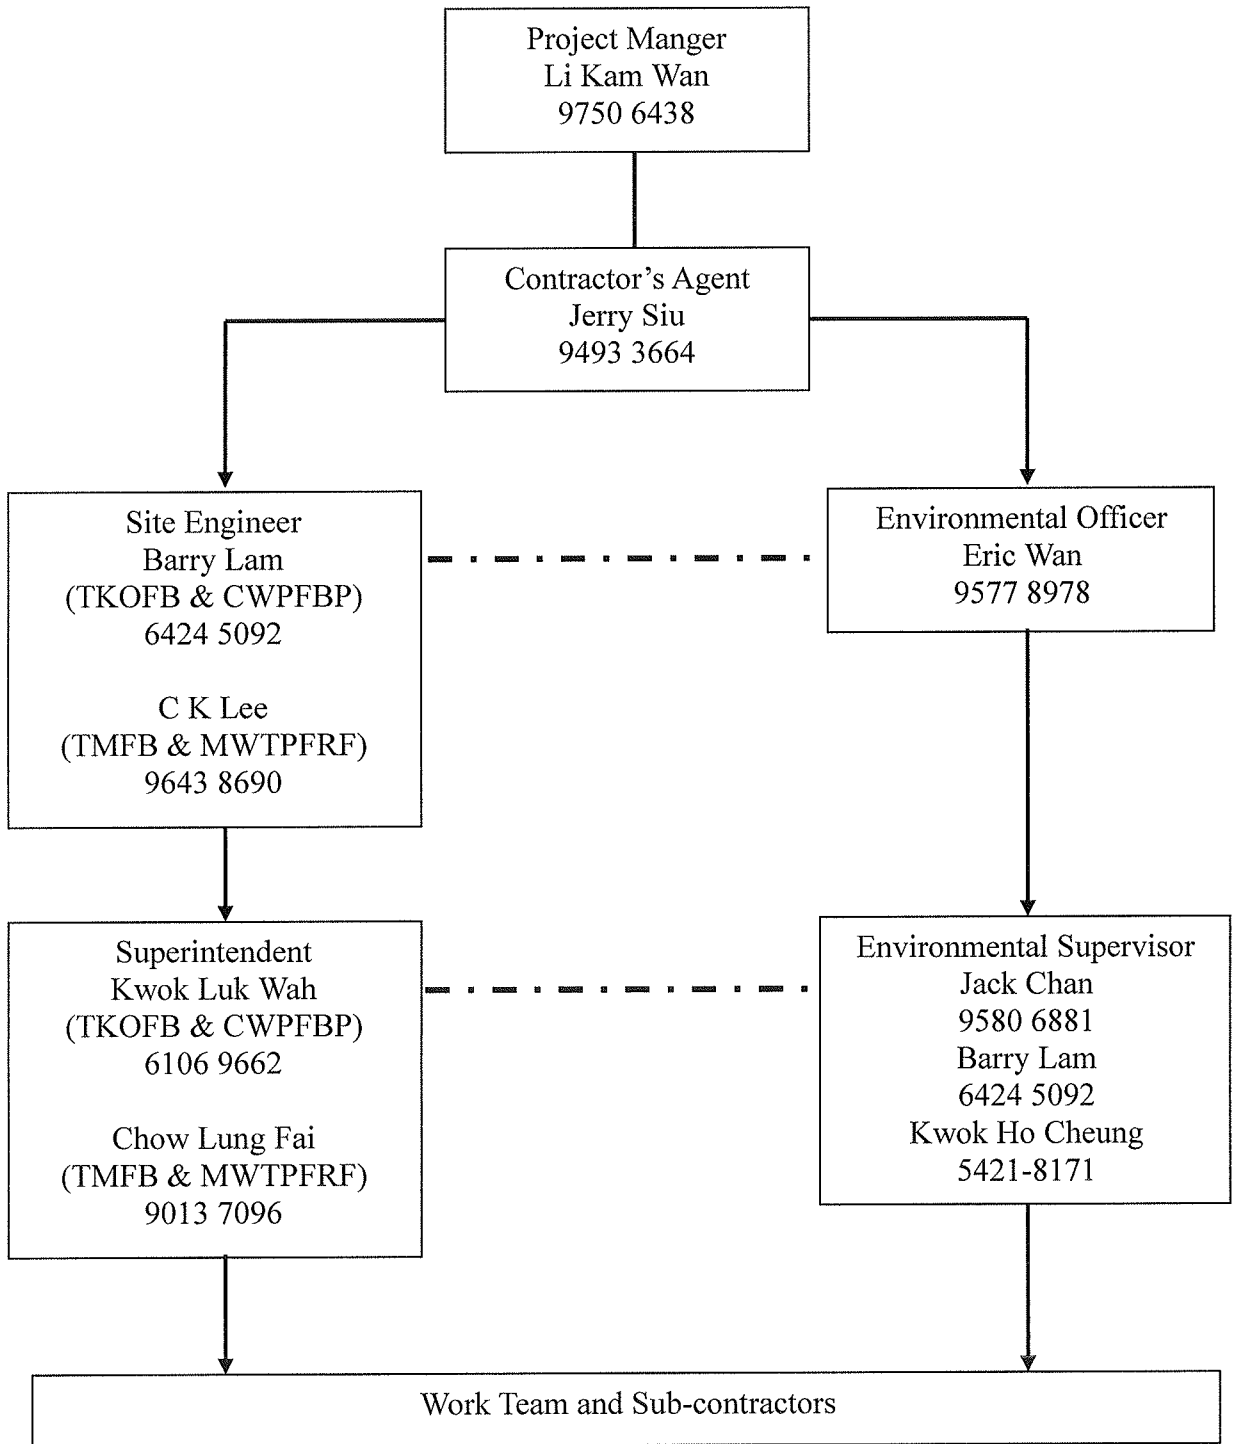 Project Manger
Li Kam Wan
9750 6438
Contractor’s Agent
Jerry Siu
9493 3664
Site Engineer
Barry Lam
(TKOFB & CWPFBP)
6424 5092
C K Lee
(TMFB & MWTPFRF)
9643 8690
Environmental Officer
Eric Wan
9577 8978
Superintendent
Kwok Luk Wah
(TKOFB & CWPFBP)
6106 9662
Chow Lung Fai
(TMFB & MWTPFRF)
9013 7096
Environmental Supervisor
Jack Chan
9580 6881
Barry Lam
6424 5092
Kwok Ho Cheung
5421-8171
Work Team and Sub-contractors